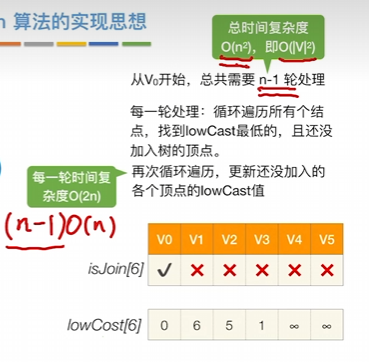 n 算法的实现思想
总时间复杂度
O(n²)，即O(|V|²)
从V₀开始，总共需要 n-1 轮处理
每一轮处理：循环遍历所有个结
点，找到lowCast最低的，且还没
加入树的顶点。
每一轮时间复
杂度O(2n)
再次循环遍历，更新还没加入的
各个顶点的lowCast值
(n-1)O(n)
V0 V1 V2 V3 V4 V5
isJoin[6] ✓ ✕ ✕ ✕ ✕ ✕
lowCost[6] 0 6 5 1 ∞ ∞